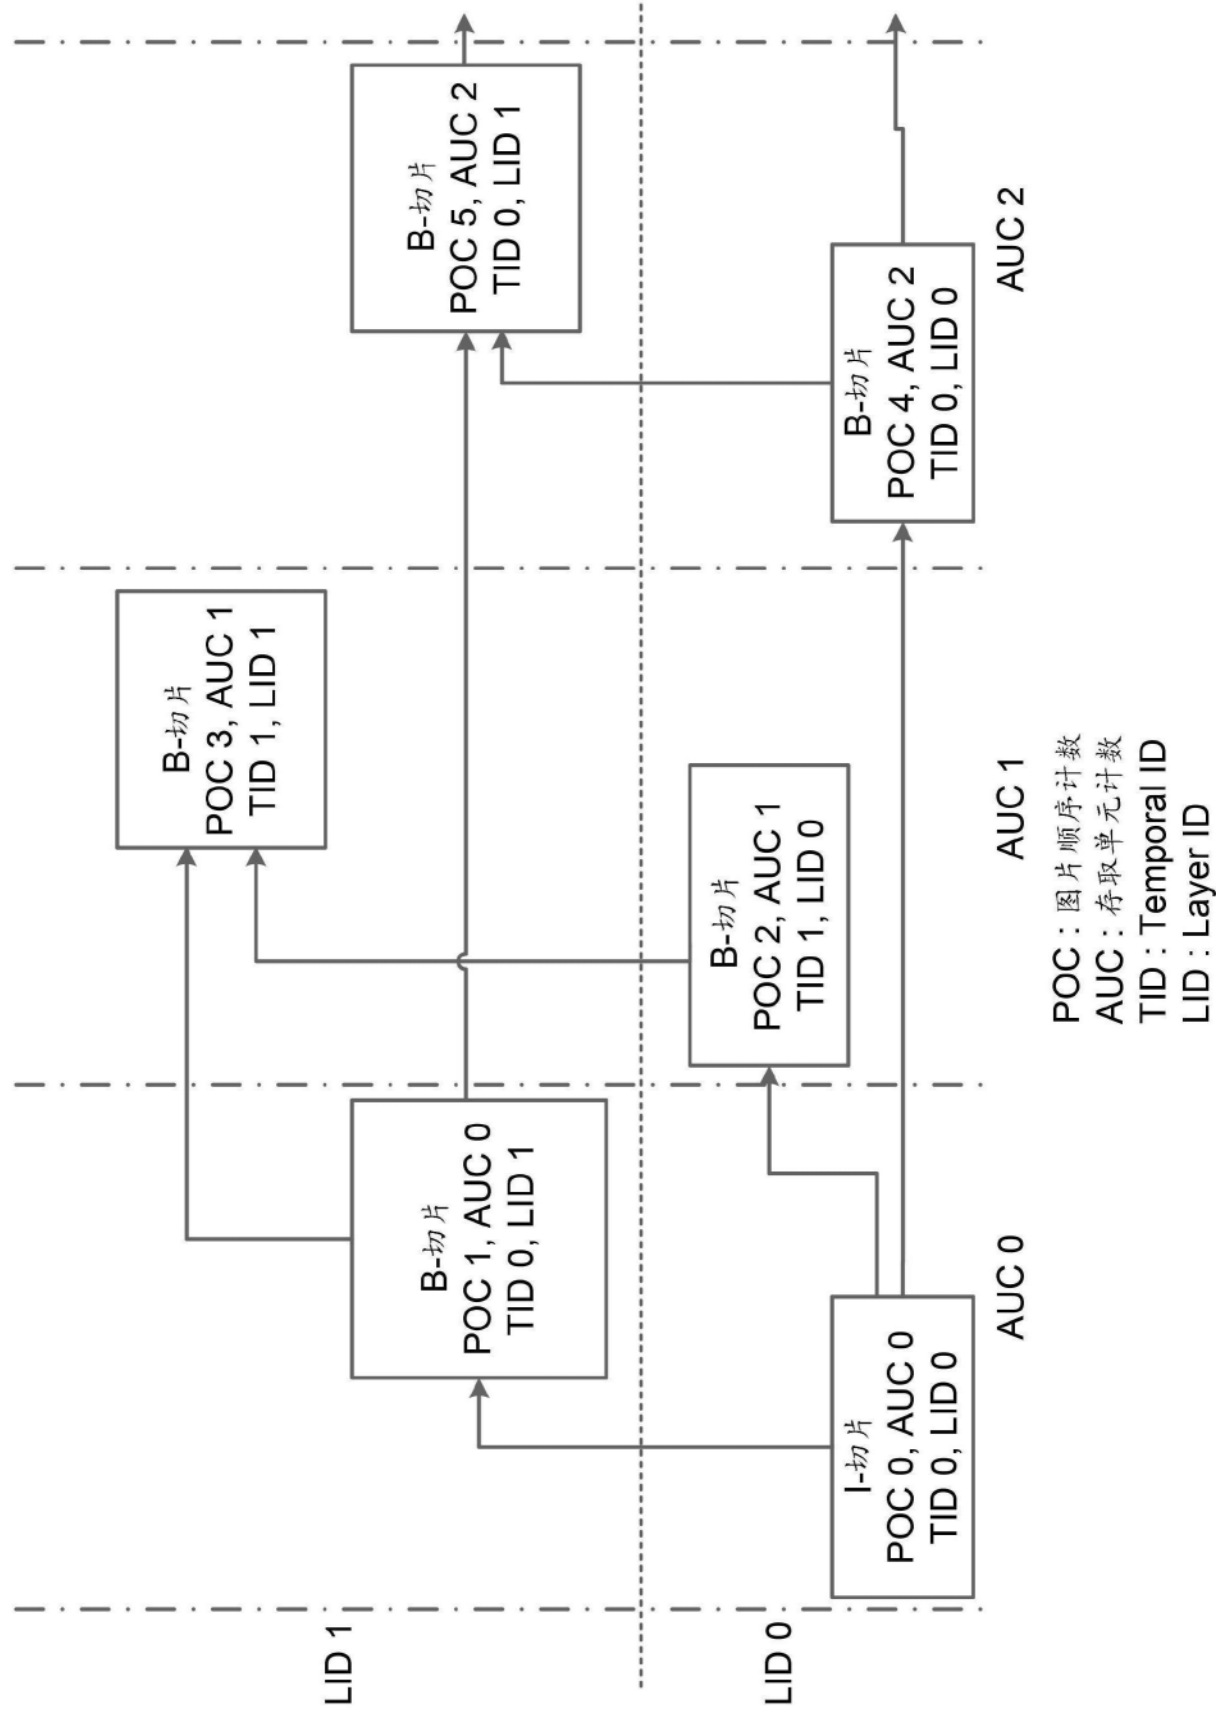 LID 1
B-切片
POC 1, AUC 0
TID 0, LID 1
B-切片
POC 3, AUC 1
TID 1, LID 1
B-切片
POC 5, AUC 2
TID 0, LID 1
LID 0
I-切片
POC 0, AUC 0
TID 0, LID 0
B-切片
POC 2, AUC 1
TID 1, LID 0
B-切片
POC 4, AUC 2
TID 0, LID 0
AUC 0
AUC 1
AUC 2
POC : 图片顺序计数
AUC : 存取单元计数
TID : Temporal ID
LID : Layer ID